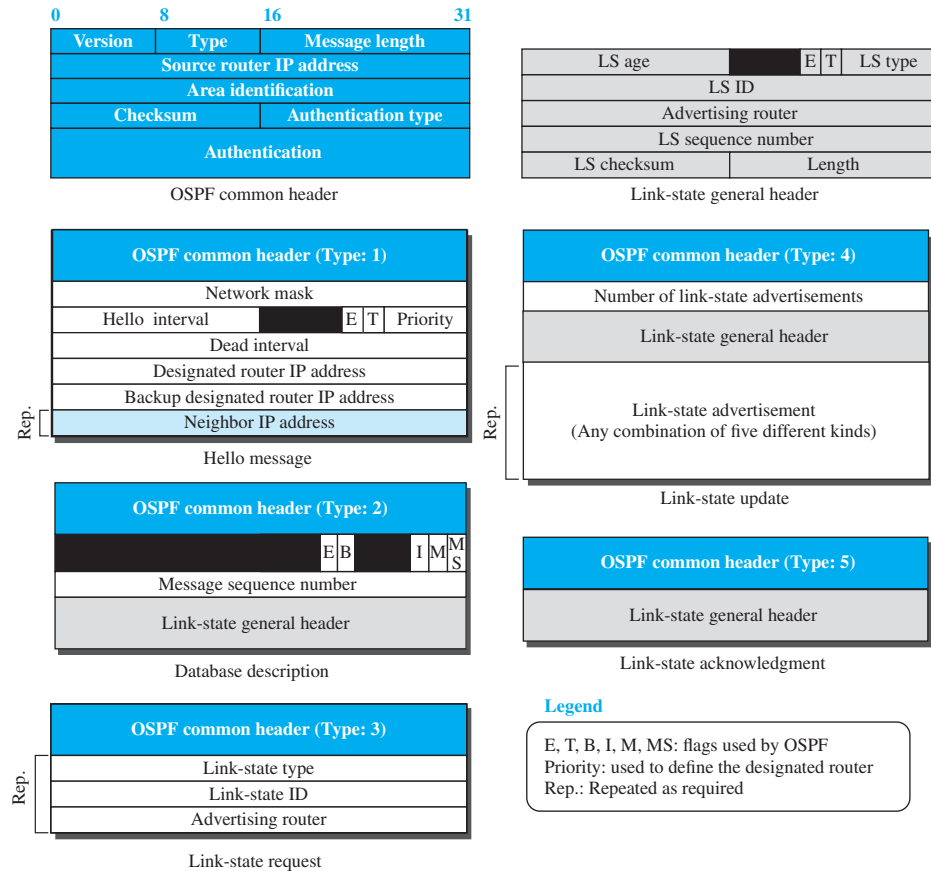 0 8 16 31
Version Type Message length
Source router IP address
Area identification
Checksum Authentication type
Authentication
OSPF common header
LS age E T LS type
LS ID
Advertising router
LS sequence number
LS checksum Length
Link-state general header
OSPF common header (Type: 1)
Network mask
Hello interval E T Priority
Dead interval
Designated router IP address
Backup designated router IP address
Rep. Neighbor IP address
Hello message
OSPF common header (Type: 4)
Number of link-state advertisements
Link-state general header
Rep.
Link-state advertisement
(Any combination of five different kinds)
Link-state update
OSPF common header (Type: 2)
E B I M M S
Message sequence number
Link-state general header
Database description
OSPF common header (Type: 5)
Link-state general header
Link-state acknowledgment
OSPF common header (Type: 3)
Rep.
Link-state type
Link-state ID
Advertising router
Link-state request
Legend
E, T, B, I, M, MS: flags used by OSPF
Priority: used to define the designated router
Rep.: Repeated as required